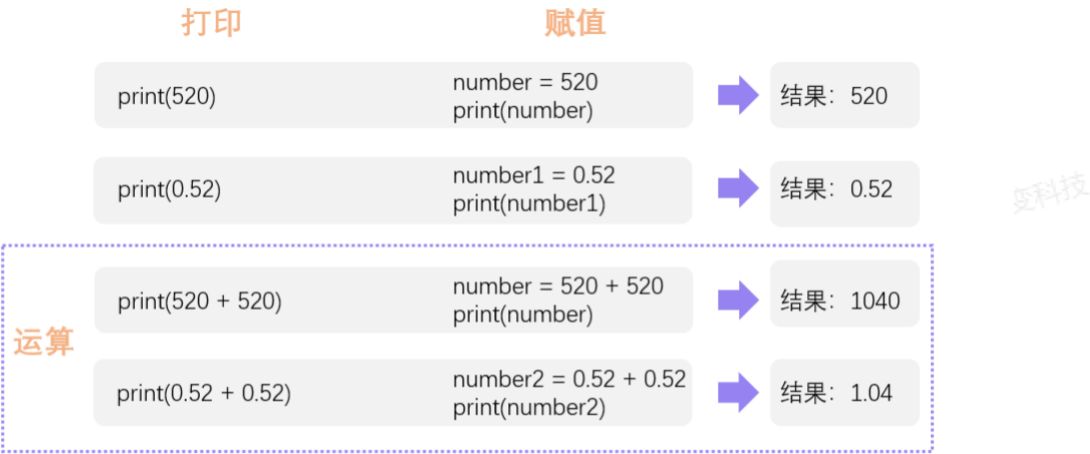 打印 赋值
print(520)
number = 520
print(number)
结果：520
print(0.52)
number1 = 0.52
print(number1)
结果：0.52
变科技
运算
print(520 + 520)
number = 520 + 520
print(number)
结果：1040
print(0.52 + 0.52)
number2 = 0.52 + 0.52
print(number2)
结果：1.04